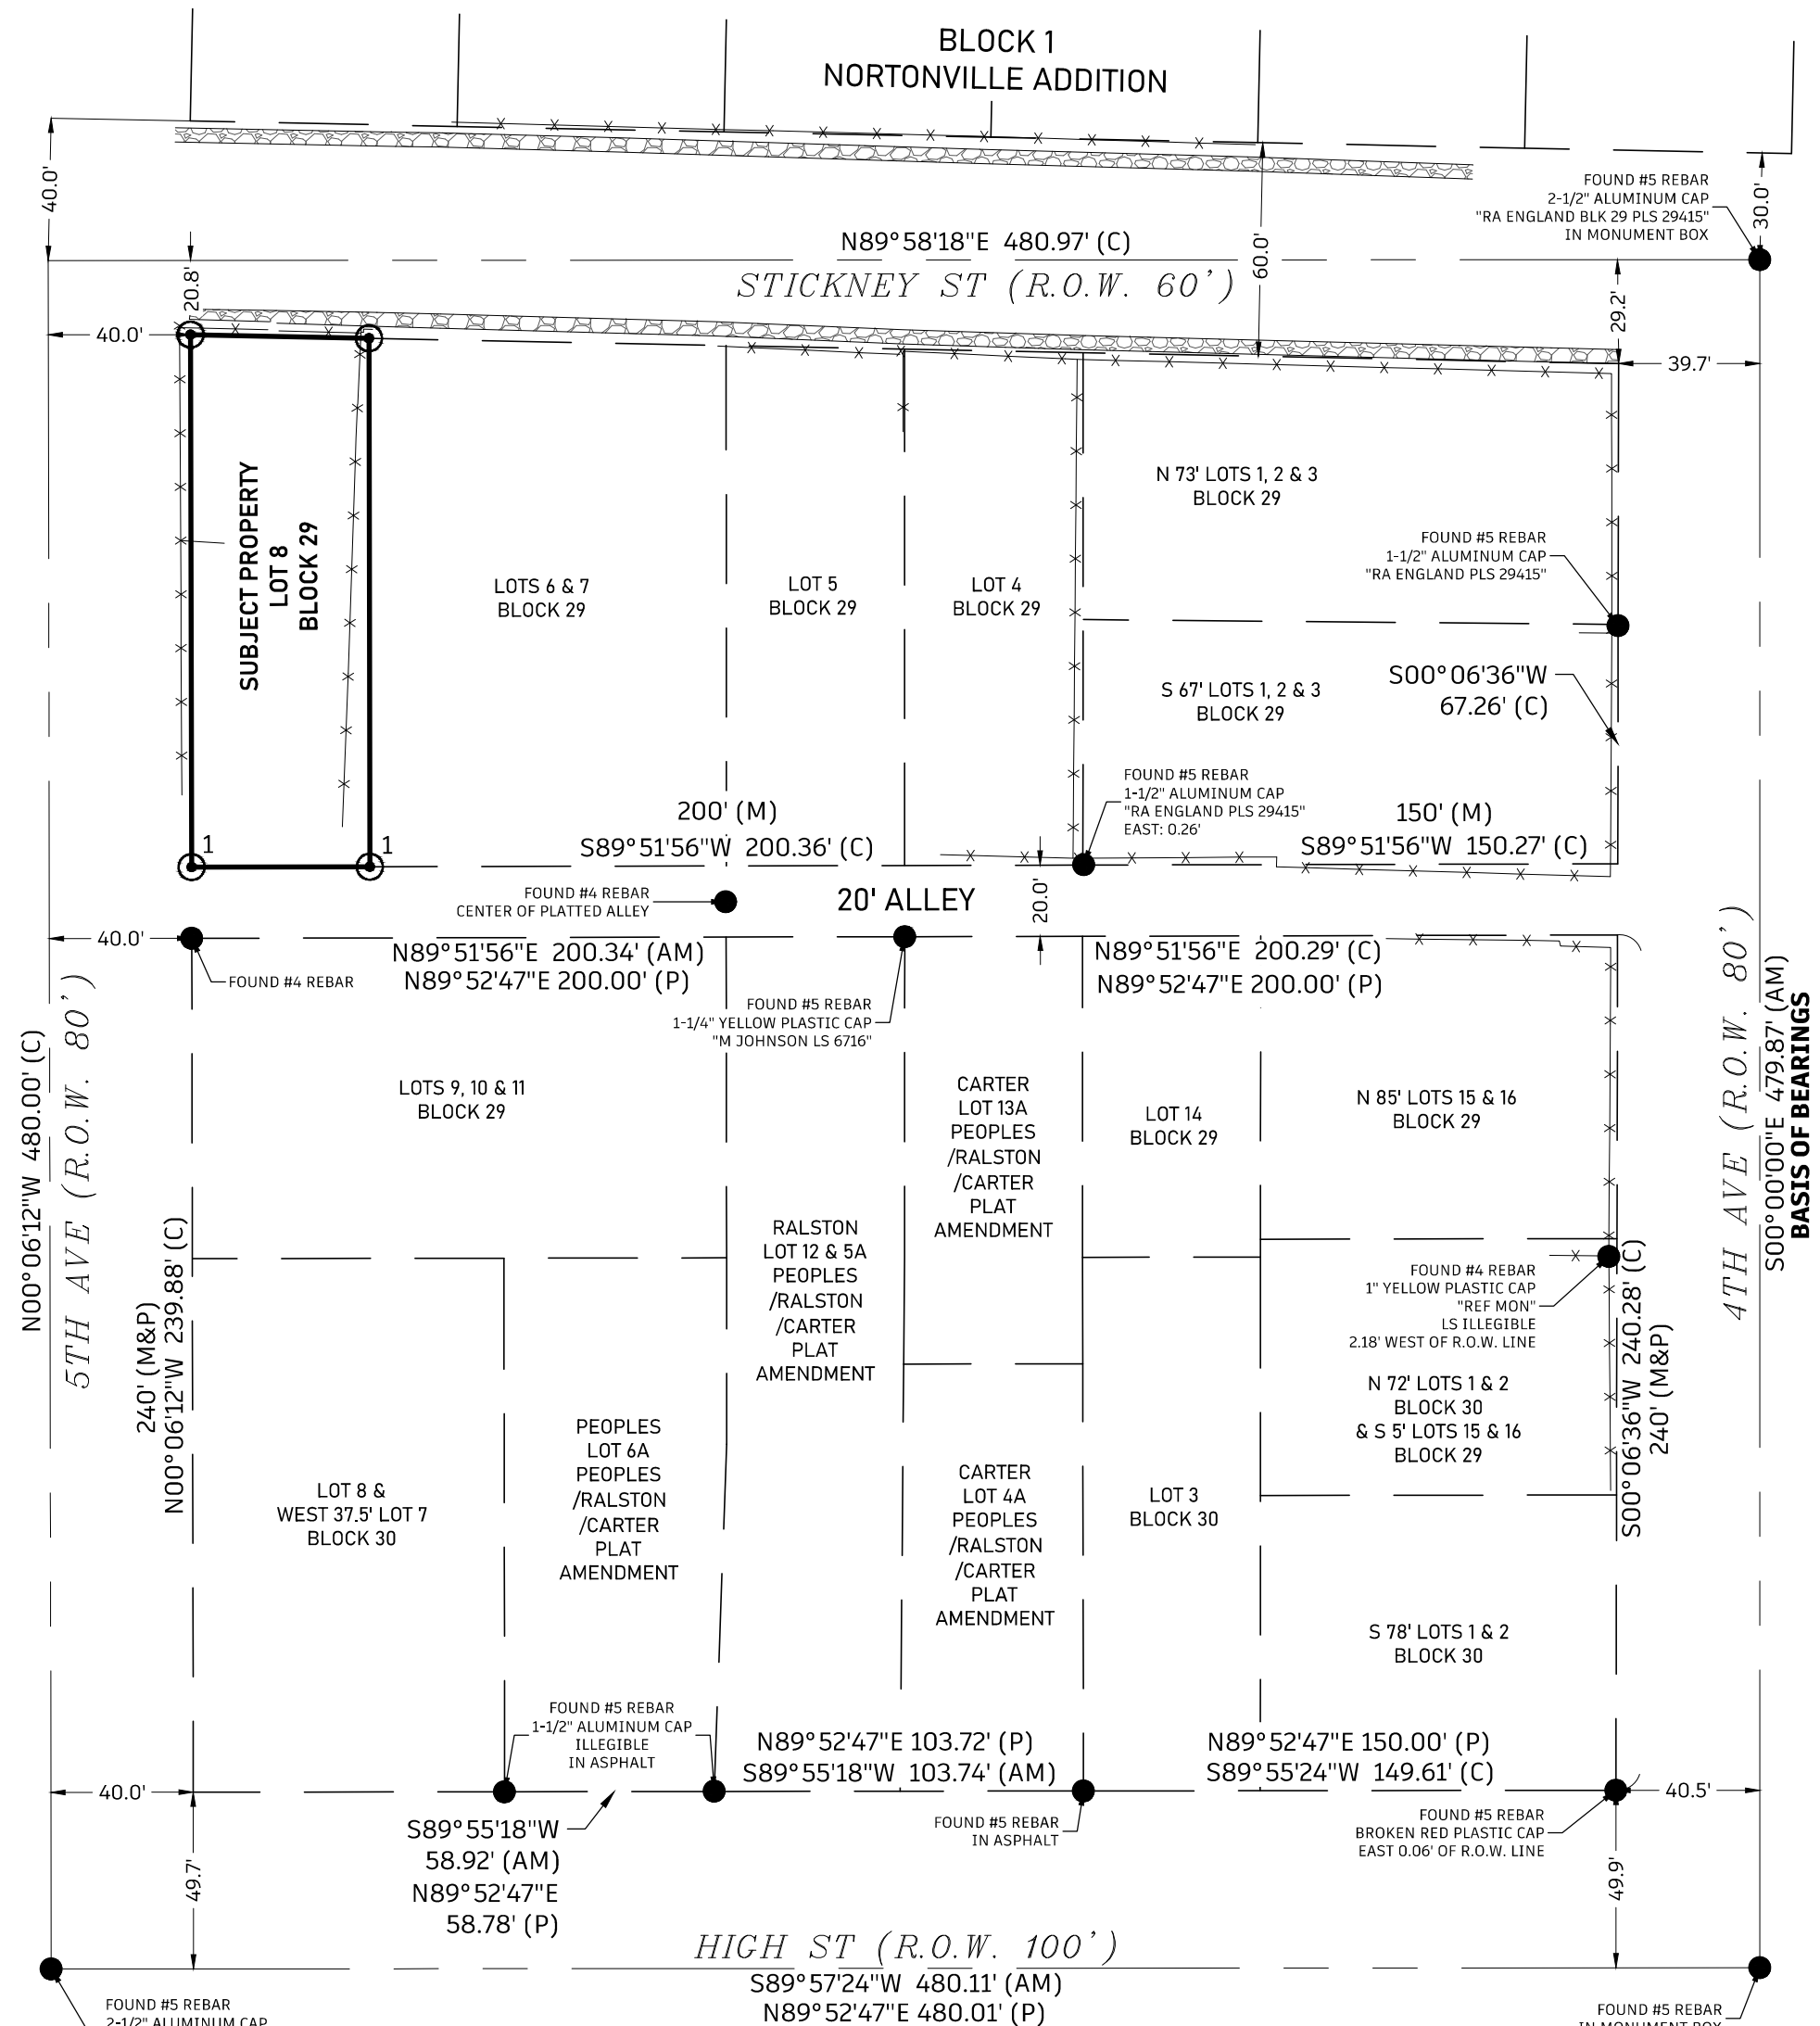 BLOCK 1
NORTONVILLE ADDITION
40.0'
FOUND #5 REBAR
2-1/2" ALUMINUM CAP
"RA ENGLAND BLK 29 PLS 29415"
IN MONUMENT BOX
30.0'
N89°58'18"E 480.97' (C)
STICKNEY ST (R.O.W. 60')
60.0'
20.8'
29.2'
40.0'
39.7'
SUBJECT PROPERTY
LOT 8
BLOCK 29
LOTS 6 & 7
BLOCK 29
LOT 5
BLOCK 29
LOT 4
BLOCK 29
N 73' LOTS 1, 2 & 3
BLOCK 29
FOUND #5 REBAR
1-1/2" ALUMINUM CAP
"RA ENGLAND PLS 29415"
S 67' LOTS 1, 2 & 3
BLOCK 29
S00°06'36"W
67.26' (C)
FOUND #5 REBAR
1-1/2" ALUMINUM CAP
"RA ENGLAND PLS 29415"
EAST: 0.26'
200' (M)
S89°51'56"W 200.36' (C)
150' (M)
S89°51'56"W 150.27' (C)
1
1
FOUND #4 REBAR
CENTER OF PLATTED ALLEY
20' ALLEY
20.0'
40.0'
N89°51'56"E 200.34' (AM)
N89°52'47"E 200.00' (P)
N89°51'56"E 200.29' (C)
N89°52'47"E 200.00' (P)
FOUND #4 REBAR
FOUND #5 REBAR
1-1/4" YELLOW PLASTIC CAP
"M JOHNSON LS 6716"
N00°06'12"W 480.00' (C)
5TH AVE (R.O.W. 80')
4TH AVE (R.O.W. 80')
S00°00'00"E 479.87' (AM)
BASIS OF BEARINGS
LOTS 9, 10 & 11
BLOCK 29
CARTER
LOT 13A
PEOPLES
/RALSTON
/CARTER
PLAT
AMENDMENT
LOT 14
BLOCK 29
N 85' LOTS 15 & 16
BLOCK 29
RALSTON
LOT 12 & 5A
PEOPLES
/RALSTON
/CARTER
PLAT
AMENDMENT
240' (M&P)
N00°06'12"W 239.88' (C)
FOUND #4 REBAR
1" YELLOW PLASTIC CAP
"REF MON"
LS ILLEGIBLE
2.18' WEST OF R.O.W. LINE
S00°06'36"W 240.28' (C)
240' (M&P)
N 72' LOTS 1 & 2
BLOCK 30
& S 5' LOTS 15 & 16
BLOCK 29
PEOPLES
LOT 6A
PEOPLES
/RALSTON
/CARTER
PLAT
AMENDMENT
LOT 8 &
WEST 37.5' LOT 7
BLOCK 30
CARTER
LOT 4A
PEOPLES
/RALSTON
/CARTER
PLAT
AMENDMENT
LOT 3
BLOCK 30
S 78' LOTS 1 & 2
BLOCK 30
FOUND #5 REBAR
1-1/2" ALUMINUM CAP
ILLEGIBLE
IN ASPHALT
N89°52'47"E 103.72' (P)
S89°55'18"W 103.74' (AM)
N89°52'47"E 150.00' (P)
S89°55'24"W 149.61' (C)
40.0'
40.5'
S89°55'18"W
58.92' (AM)
N89°52'47"E
58.78' (P)
FOUND #5 REBAR
IN ASPHALT
FOUND #5 REBAR
BROKEN RED PLASTIC CAP
EAST 0.06' OF R.O.W. LINE
49.7'
49.9'
HIGH ST (R.O.W. 100')
S89°57'24"W 480.11' (AM)
N89°52'47"E 480.01' (P)
FOUND #5 REBAR
2-1/2" ALUMINUM CAP
FOUND #5 REBAR
IN MONUMENT BOX